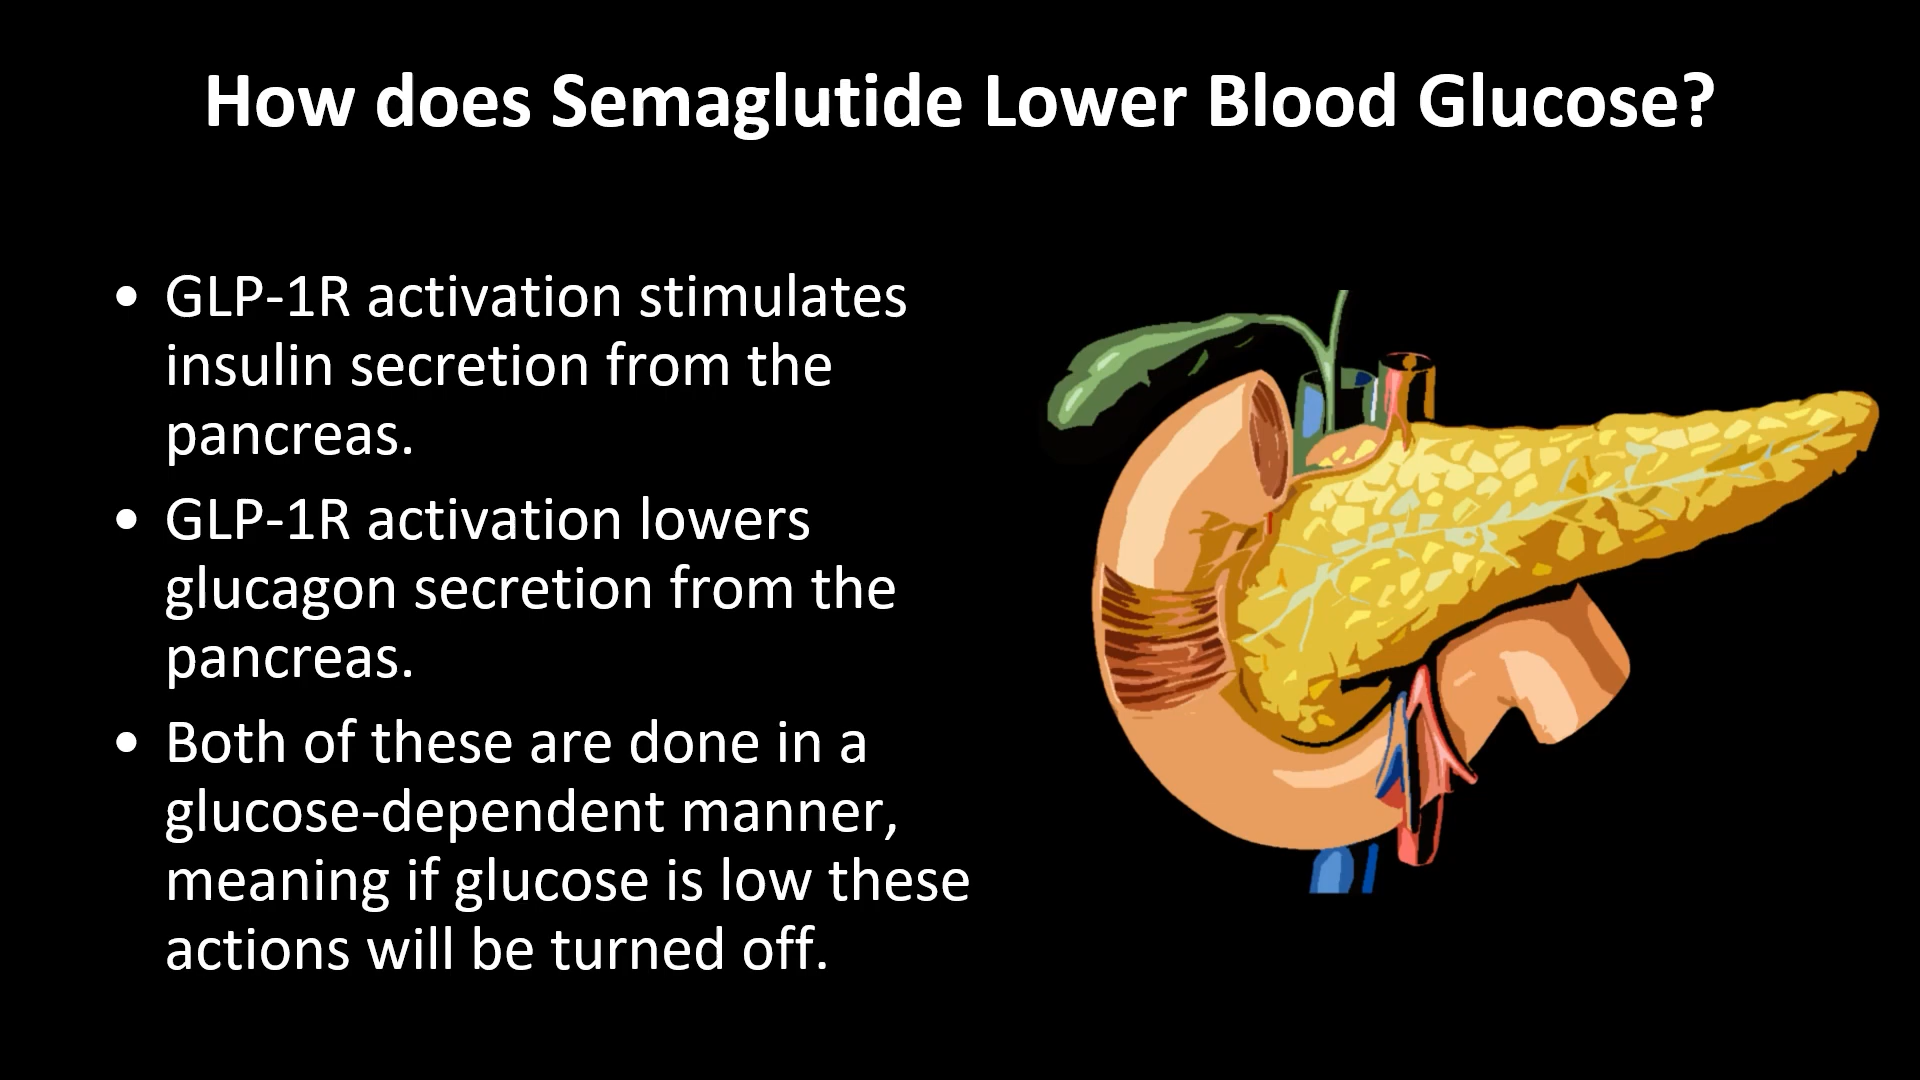 How does Semaglutide Lower Blood Glucose?
• GLP-1R activation stimulates
insulin secretion from the
pancreas.
• GLP-1R activation lowers
glucagon secretion from the
pancreas.
• Both of these are done in a
glucose-dependent manner,
meaning if glucose is low these
actions will be turned off.